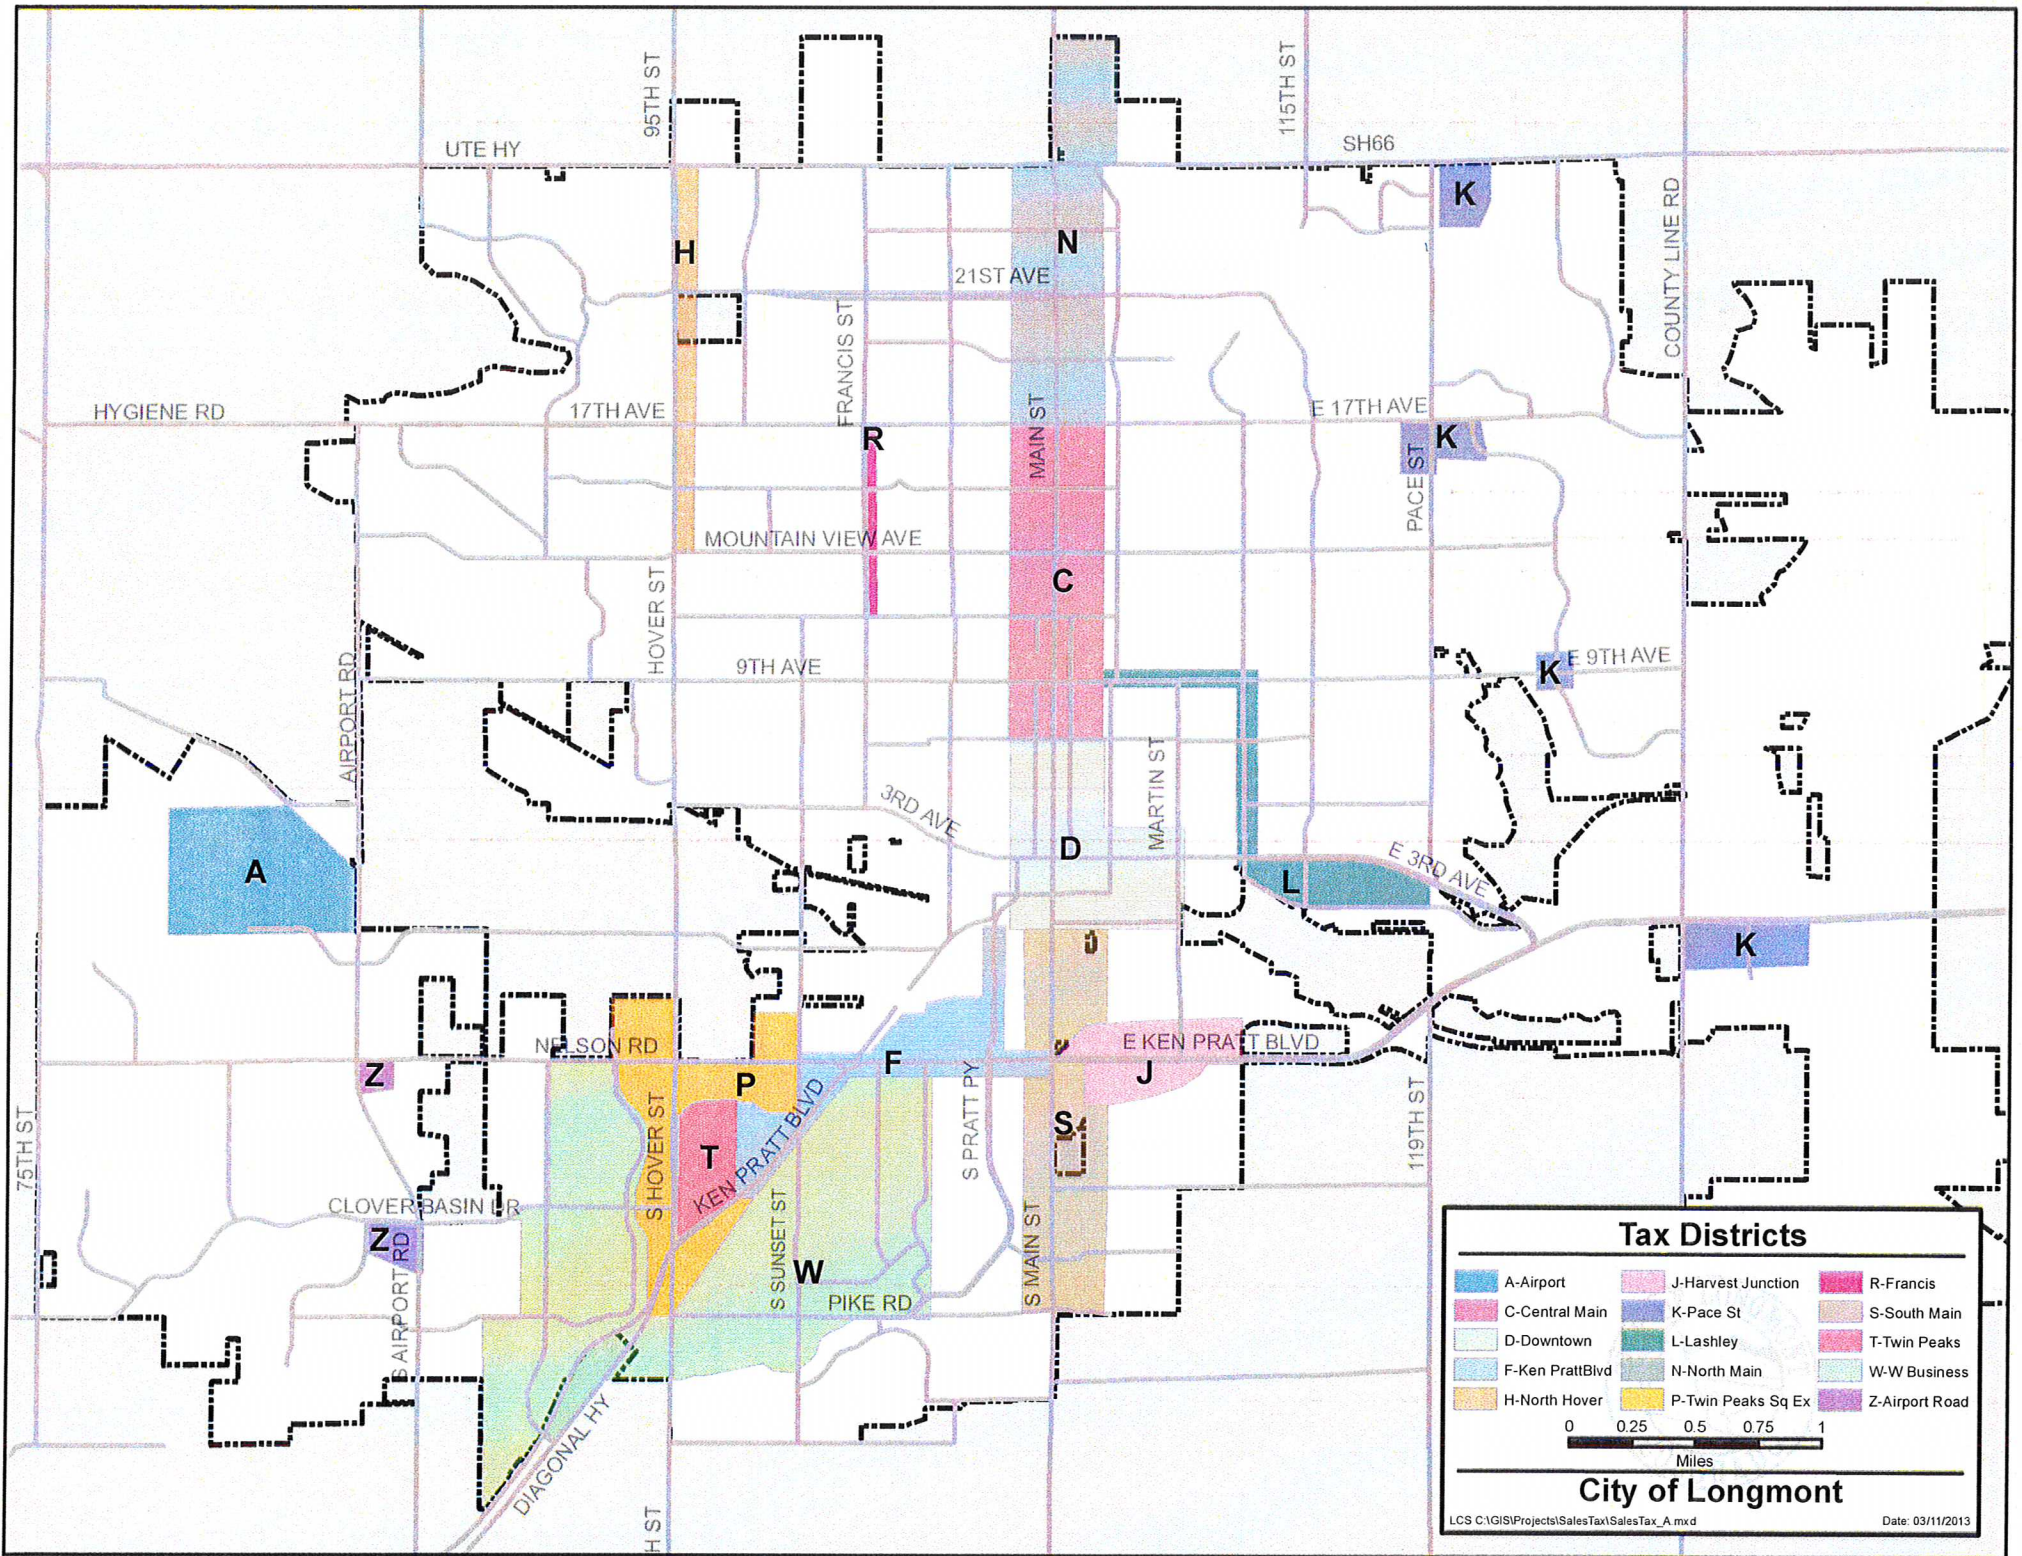 95TH ST
115TH ST
UTE HY
SH66
K
COUNTY LINE RD
H
N
21ST AVE
FRANCIS ST
HYGIENE RD
17TH AVE
MAIN ST
E 17TH AVE
R
K
PACE ST
MOUNTAIN VIEW AVE
C
HOVER ST
AIRPORT RD
9TH AVE
K
E 9TH AVE
MARTIN ST
3RD AVE
D
E 3RD AVE
A
L
K
NELSON RD
E KEN PRATT BLVD
F
Z
P
J
75TH ST
S HOVER ST
KEN PRATT BLVD
S PRATT PY
S
119TH ST
T
CLOVER BASIN DR
Z
S AIRPORT RD
S SUNSET ST
W
S MAIN ST
PIKE RD
DIAGONAL HY
H ST
Tax Districts
A-Airport
C-Central Main
D-Downtown
F-Ken PrattBlvd
H-North Hover
J-Harvest Junction
K-Pace St
L-Lashley
N-North Main
P-Twin Peaks Sq Ex
R-Francis
S-South Main
T-Twin Peaks
W-W Business
Z-Airport Road
0 0.25 0.5 0.75 1
Miles
City of Longmont
LCS C:\GIS\Projects\SalesTax\SalesTax_A.mxd
Date: 03/11/2013